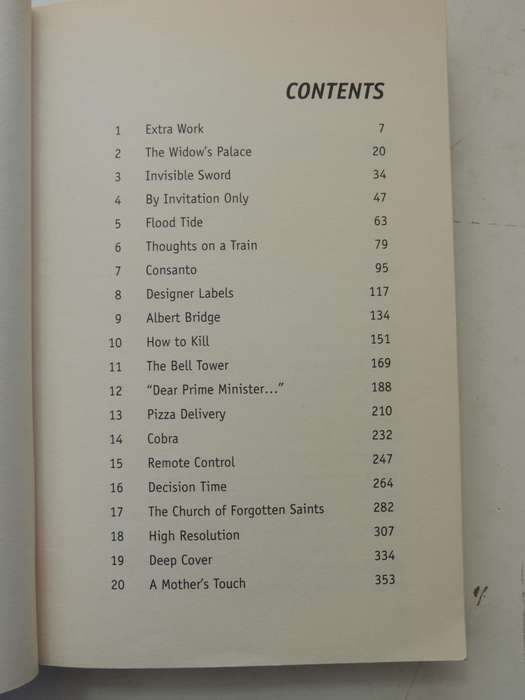 CONTENTS
1 Extra Work 7
2 The Widow's Palace 20
3 Invisible Sword 34
4 By Invitation Only 47
5 Flood Tide 63
6 Thoughts on a Train 79
7 Consanto 95
8 Designer Labels 117
9 Albert Bridge 134
10 How to Kill 151
11 The Bell Tower 169
12 "Dear Prime Minister..." 188
13 Pizza Delivery 210
14 Cobra 232
15 Remote Control 247
16 Decision Time 264
17 The Church of Forgotten Saints 282
18 High Resolution 307
19 Deep Cover 334
20 A Mother's Touch 353